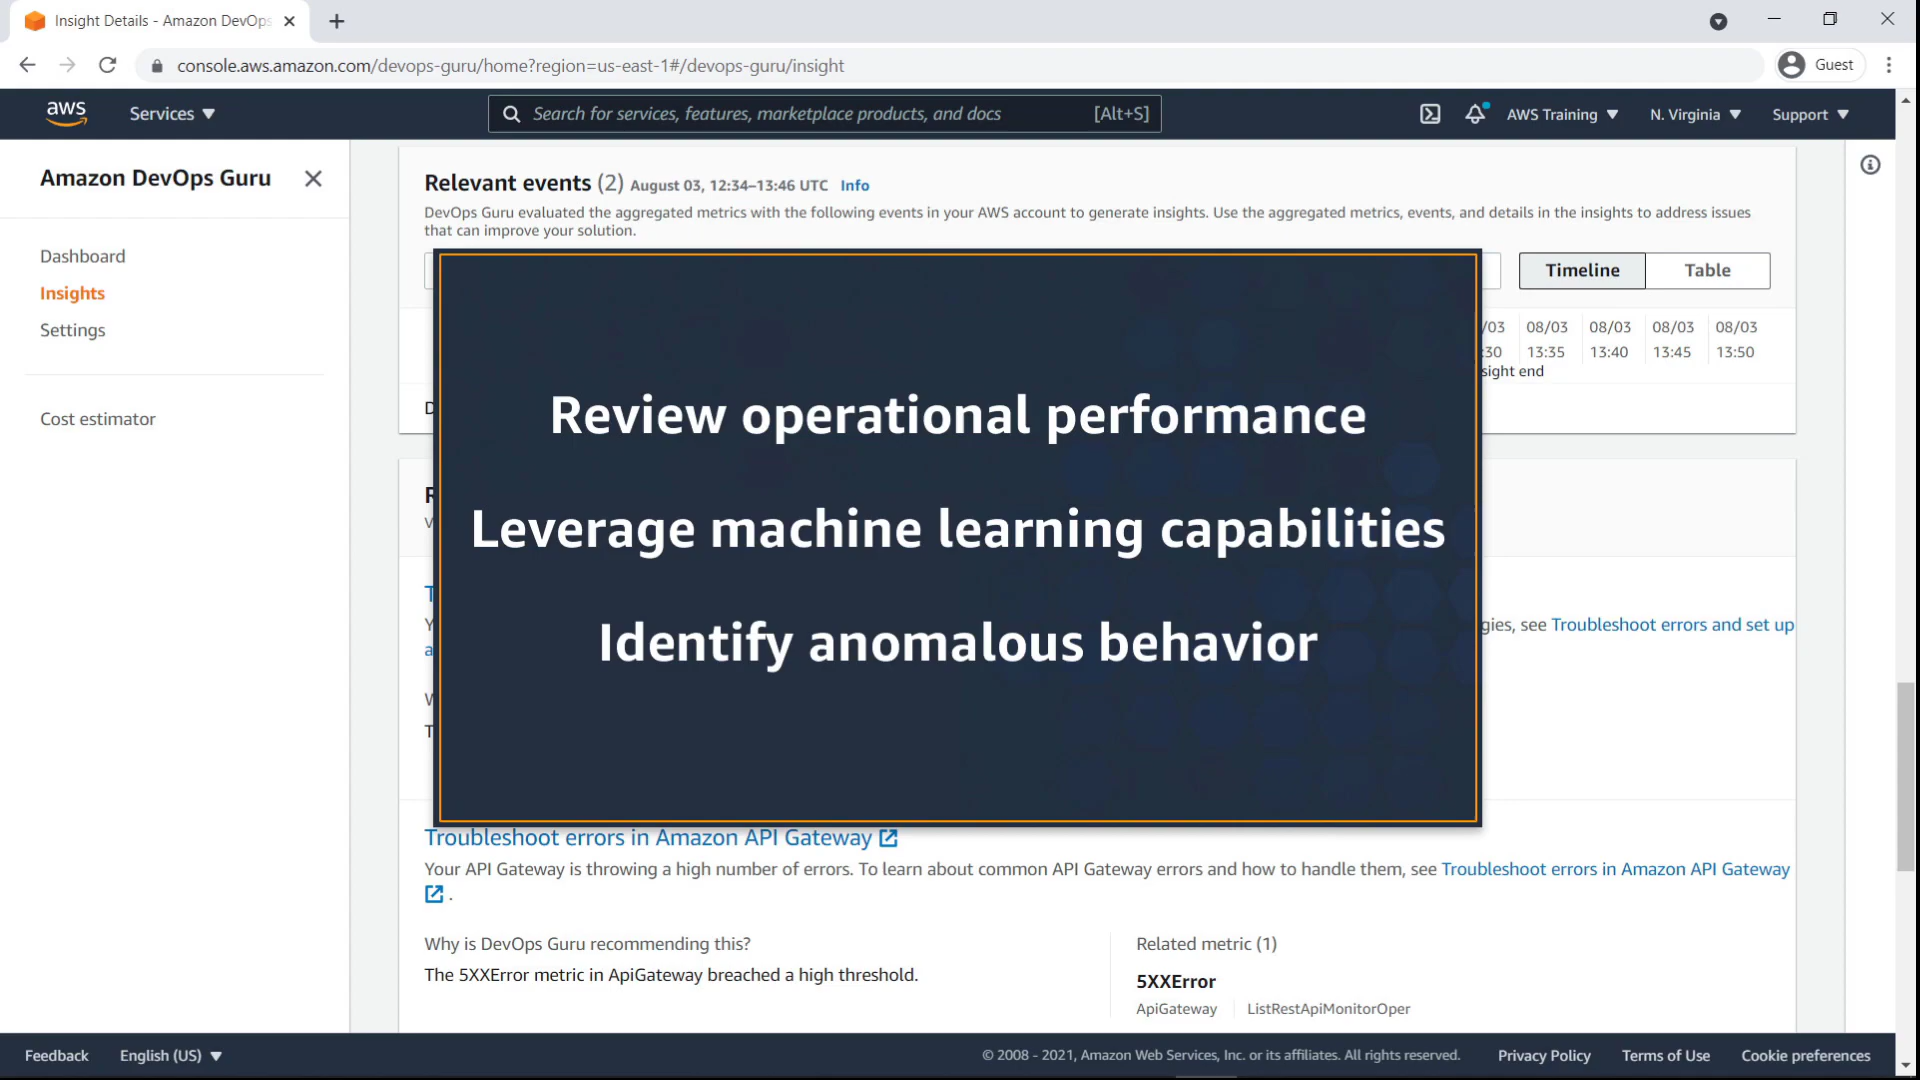 Insight Details - Amazon DevOps
console.aws.amazon.com/devops-guru/home?region=us-east-1#/devops-guru/insight
Guest
aws
Services
Search for services, features, marketplace products, and docs
[Alt+S]
AWS Training
N. Virginia
Support
Amazon DevOps Guru
Dashboard
Insights
Settings
Cost estimator
Relevant events (2) August 03, 12:34–13:46 UTC Info
DevOps Guru evaluated the aggregated metrics with the following events in your AWS account to generate insights. Use the aggregated metrics, events, and details in the insights to address issues
that can improve your solution.
Timeline
Table
/03 08/03 08/03 08/03 08/03
:30 13:35 13:40 13:45 13:50
sight end
D
Review operational performance
Leverage machine learning capabilities
Identify anomalous behavior
R
V
T
Y
gies, see Troubleshoot errors and set up
a
W
T
Troubleshoot errors in Amazon API Gateway
Your API Gateway is throwing a high number of errors. To learn about common API Gateway errors and how to handle them, see Troubleshoot errors in Amazon API Gateway
.
Why is DevOps Guru recommending this?
The 5XXError metric in ApiGateway breached a high threshold.
Related metric (1)
5XXError
ApiGateway
ListRestApiMonitorOper
Feedback
English (US)
© 2008 - 2021, Amazon Web Services, Inc. or its affiliates. All rights reserved.
Privacy Policy
Terms of Use
Cookie preferences